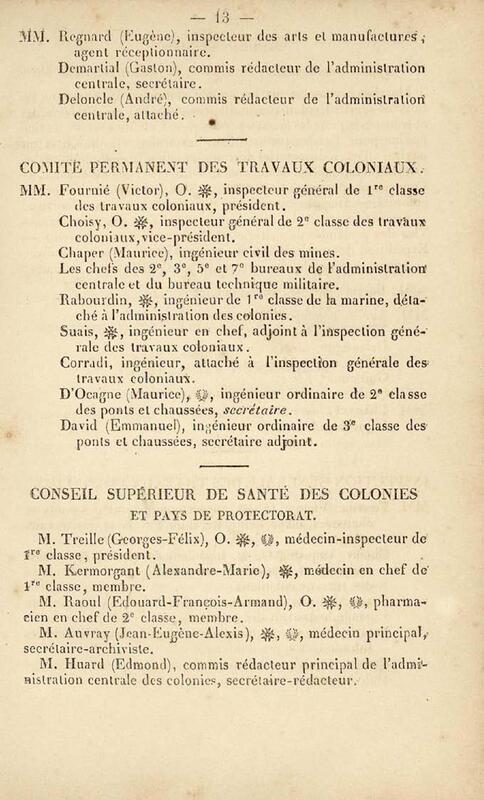 — 13 —
MM. Regnard (Eugène), inspecteur des arts et manufactures,
agent réceptionnaire.
Demartial (Gaston), commis rédacteur de l'administration
centrale, secrétaire.
Deloncle (André), commis rédacteur de l'administration
centrale, attaché.
COMITÉ PERMANENT DES TRAVAUX COLONIAUX.
MM. Fournié (Victor), O. ✻, inspecteur général de 1re classe
des travaux coloniaux, président.
Choisy, O. ✻, inspecteur général de 2e classe des travaux
coloniaux, vice-président.
Chaper (Maurice), ingénieur civil des mines.
Les chefs des 2e, 3e, 5e et 7e bureaux de l'administration
centrale et du bureau technique militaire.
Rabourdin, ✻, ingénieur de 1re classe de la marine, déta-
ché à l'administration des colonies.
Suais, ✻, ingénieur en chef, adjoint à l'inspection géné-
rale des travaux coloniaux.
Corradi, ingénieur, attaché à l'inspection générale des
travaux coloniaux.
D'Ocagne (Maurice), ingénieur ordinaire de 2e classe
des ponts et chaussées, secrétaire.
David (Emmanuel), ingénieur ordinaire de 3e classe des
ponts et chaussées, secrétaire adjoint.
CONSEIL SUPÉRIEUR DE SANTÉ DES COLONIES
ET PAYS DE PROTECTORAT.
M. Treille (Georges-Félix), O. ✻, médecin-inspecteur de
1re classe, président.
M. Kermorgant (Alexandre-Marie), ✻, médecin en chef de
1re classe, membre.
M. Raoul (Edouard-François-Armand), O. ✻, pharma-
cien en chef de 2e classe, membre.
M. Auvray (Jean-Eugène-Alexis), ✻, médecin principal,
secrétaire-archiviste.
M. Huard (Edmond), commis rédacteur principal de l'admi-
nistration centrale des colonies, secrétaire-rédacteur.